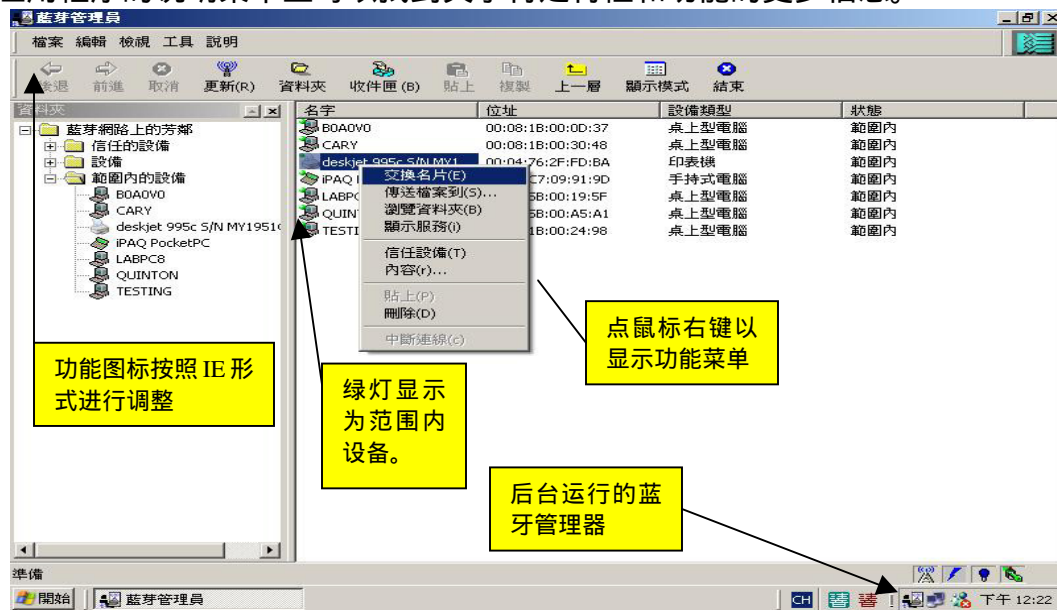 藍芽管理員
檔案 編輯 檢視 工具 說明
後退 前進 取消 更新(R) 資料夾 收件匣(B) 貼上 複製 上一層 顯示模式 結束
資料夾 名字 位址 設備類型 狀態
藍芽網路上的芳鄰
信任的設備
設備
範圍內的設備
BOAOVO
CARY
deskjet 995c S/N MY1951
iPAQ PocketPC
LABPC8
QUINTON
TESTING
BOAOVO 00:08:1B:00:0D:37 桌上型電腦 範圍內
CARY 00:08:1B:00:30:48 桌上型電腦 範圍內
deskjet 995c S/N MY1 00:04:76:2F:FD:BA 印表機 範圍內
iPAQ C7:09:91:9D 手持式電腦 範圍內
LABPC 00:19:5F 桌上型電腦 範圍內
QUIN 00:A5:A1 桌上型電腦 範圍內
TESTI 1B:00:24:98 桌上型電腦 範圍內
交換名片(E)
傳送檔案到(S)...
瀏覽資料夾(B)
顯示服務(i)
信任設備(T)
內容(r)...
貼上(P)
刪除(D)
中斷連線(c)
点鼠标右键以
显示功能菜单
功能图标按照 IE 形
式进行调整
绿灯显示
为范围内
设备。
后台运行的蓝
牙管理器
準備
開始 藍芽管理員 CH 下午 12:22